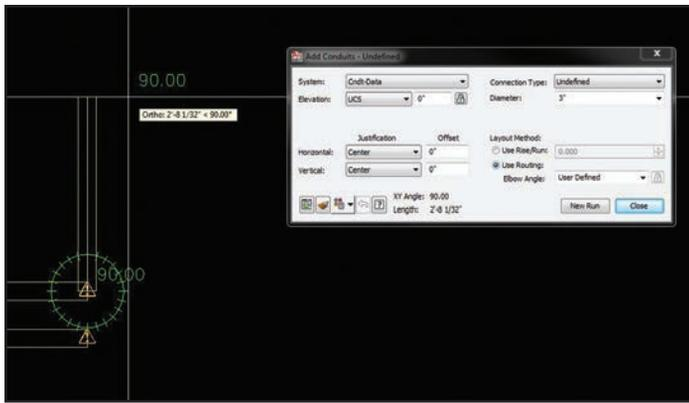 90.00
Ortho: 2'-8 1/32" < 90.00°
90.00
Add Conduits - Undefined
x
System: Cndt-Data
Elevation: UCS 0"
Connection Type: Undefined
Diameter: 3"
Justification Offset
Horizontal: Center 0"
Vertical: Center 0"
Layout Method:
Use Rise/Run: 0.000
Use Routing:
Elbow Angle: User Defined
XY Angle: 90.00
Length: 2'-8 1/32"
New Run Close